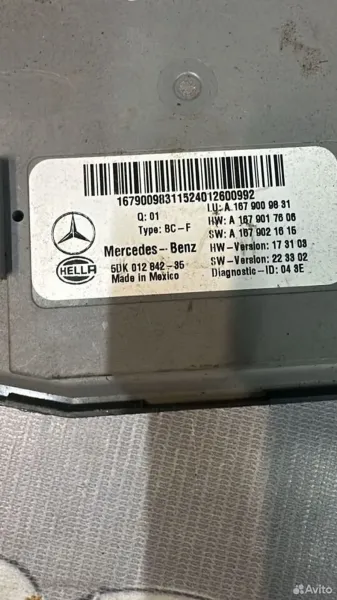 16790098311524012600992
Q: 01
Type: BC-F
Mercedes-Benz
HELLA
5DK 012 842-35
Made in Mexico
LU: A 167 900 98 31
HW: A 167 901 76 06
SW: A 167 902 16 16
HW-Version: 17 31 03
SW-Version: 22 33 02
Diagnostic-ID: 04 3E
Avito